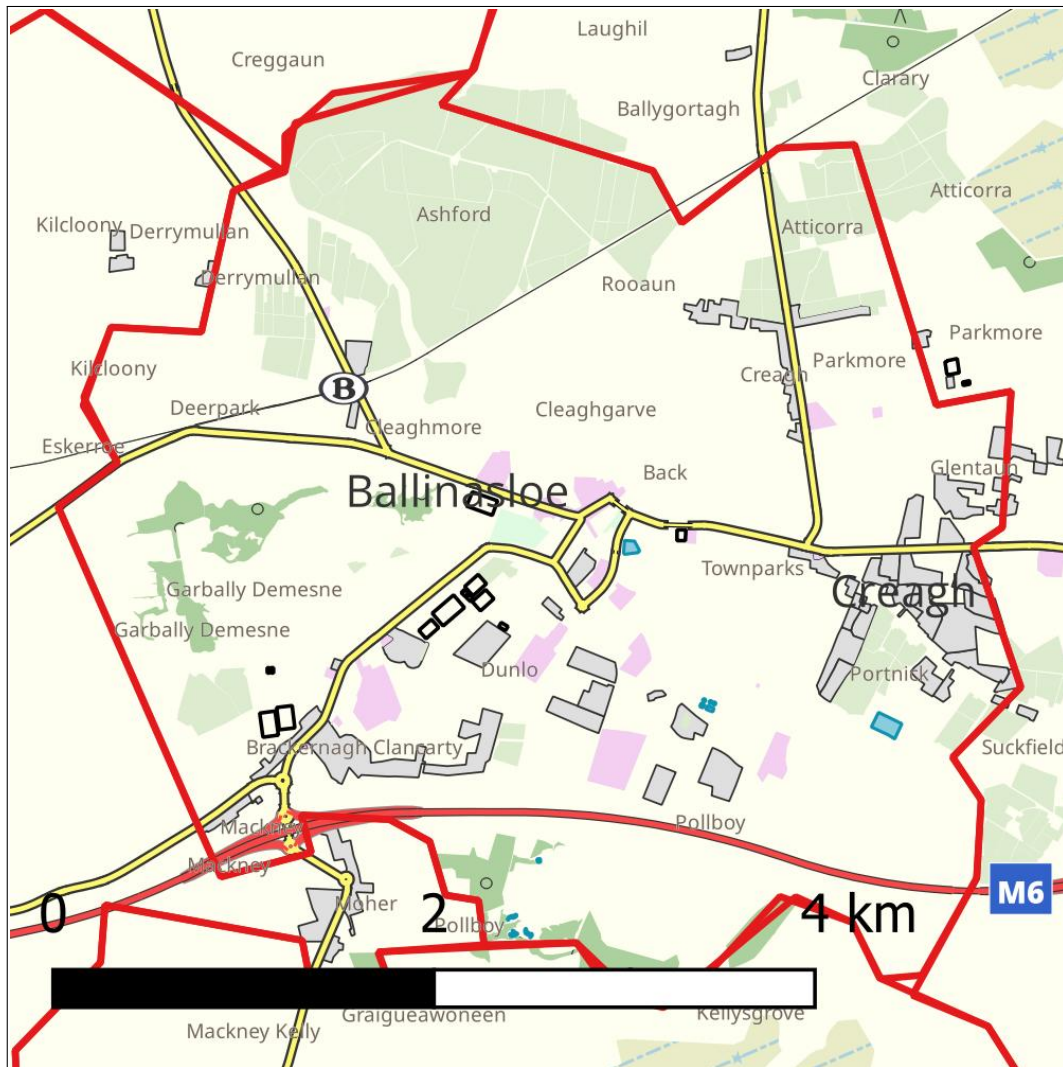 Laughil
Creggaun
Clarary
Ballygortagh
Atticorra
Ashford
Kilcloony
Derrymullan
Atticorra
Derrymullan
Rooaun
Parkmore
Parkmore
Kilcloony
Creagh
B
Deerpark
Cleaghgarve
Cleaghmore
Eskerroe
Back
Glentaun
Ballinasloe
Townparks
Garbally Demesne
Creagh
Garbally Demesne
Dunlo
Portnick
Brackernagh Clancarty
Suckfield
Pollboy
Mackney
Mackney
M6
Moher
0
2
4 km
Pollboy
Graigueawoneen
Kellysgrove
Mackney Kelly